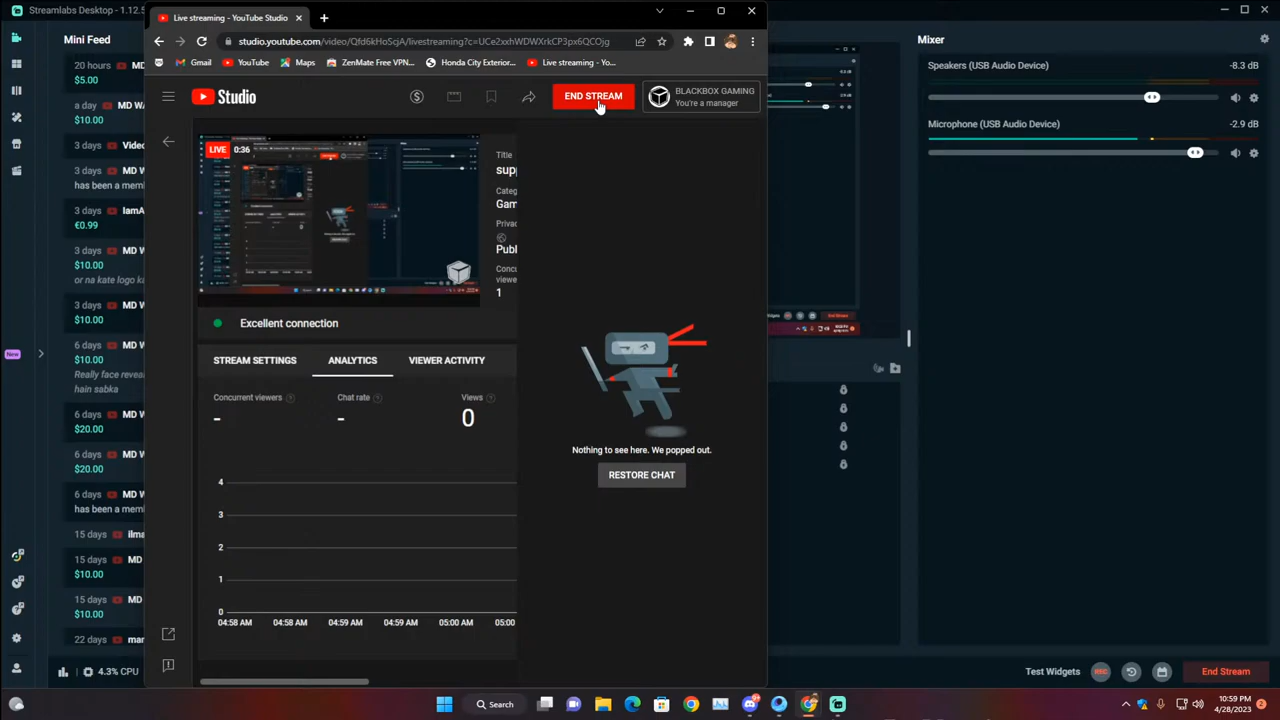 Streamlabs Desktop - 1.12.5
Live streaming - YouTube Studio
studio.youtube.com/video/Qfd6kHoScjA/livestreaming?c=UCe2xxhWDWXrkCP3px6QCOjg
Gmail
YouTube
Maps
ZenMate Free VPN...
Honda City Exterior...
Live streaming - Yo...
Studio
END STREAM
BLACKBOX GAMING
You're a manager
Mini Feed
20 hours MD W
$5.00
a day MD W
$10.00
3 days Video
3 days MD W
has been a mem
3 days IamA
€0.99
3 days MD W
$10.00
or na kate logo k
3 days MD W
$10.00
6 days MD W
$10.00
Really face revea
hain sabka
6 days MD W
$20.00
6 days MD W
$20.00
6 days MD W
has been a mem
15 days ilma
15 days MD
$10.00
15 days MD
$10.00
22 days mar
New
4.3% CPU
LIVE 0:36
Title
supp
Categ
Gam
Privac
Publ
Concu
viewe
1
Excellent connection
STREAM SETTINGS
ANALYTICS
VIEWER ACTIVITY
Concurrent viewers
-
Chat rate
-
Views
0
4
3
2
1
0
04:58 AM 04:58 AM 04:59 AM 04:59 AM 05:00 AM 05:00
Nothing to see here. We popped out.
RESTORE CHAT
Mixer
Speakers (USB Audio Device) -8.3 dB
Microphone (USB Audio Device) -2.9 dB
End Stream
Test Widgets
REC
End Stream
Search
10:59 PM
4/28/2023